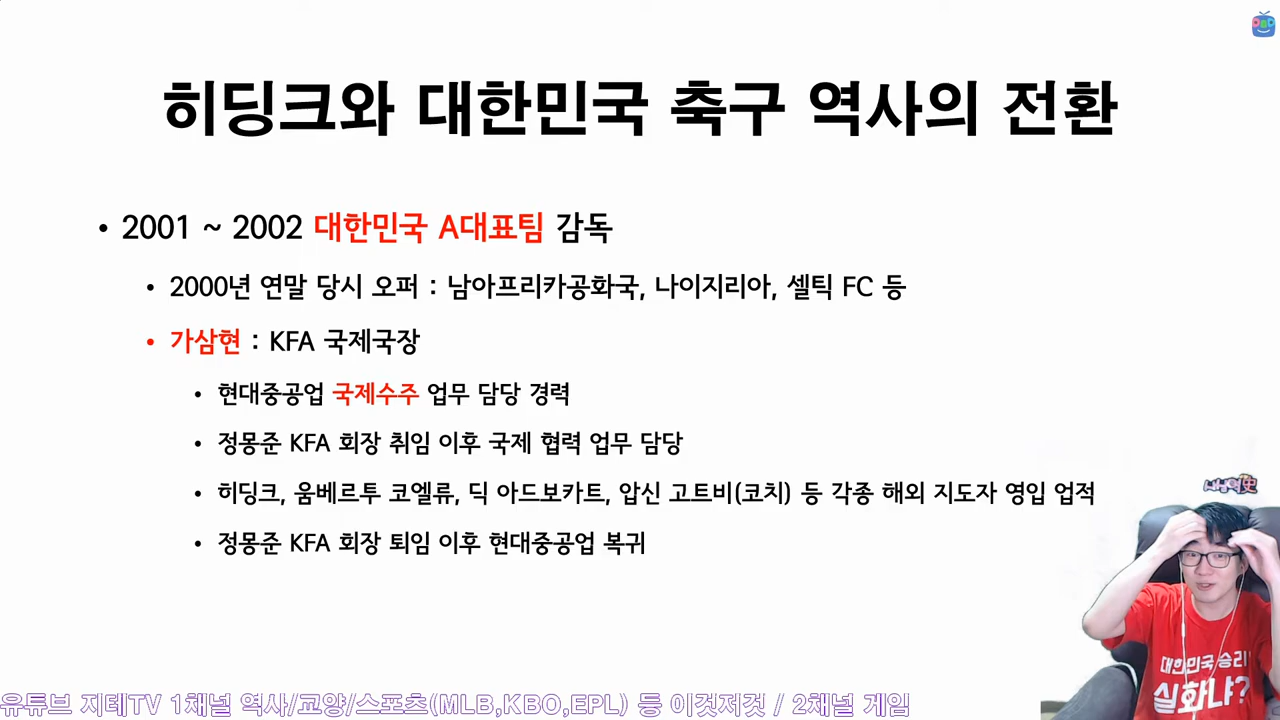 히딩크와 대한민국 축구 역사의 전환
• 2001 ~ 2002 대한민국 A대표팀 감독
• 2000년 연말 당시 오퍼 : 남아프리카공화국, 나이지리아, 셀틱 FC 등
• 가삼현 : KFA 국제국장
• 현대중공업 국제수주 업무 담당 경력
• 정몽준 KFA 회장 취임 이후 국제 협력 업무 담당
• 히딩크, 움베르투 코엘류, 딕 아드보카트, 압신 고트비(코치) 등 각종 해외 지도자 영입 업적
• 정몽준 KFA 회장 퇴임 이후 현대중공업 복귀
대한민국 승리!
실화냐?
유튜브 지테TV 1채널 역사/교양/스포츠(MLB,KBO,EPL) 등 이것저것 / 2채널 게임